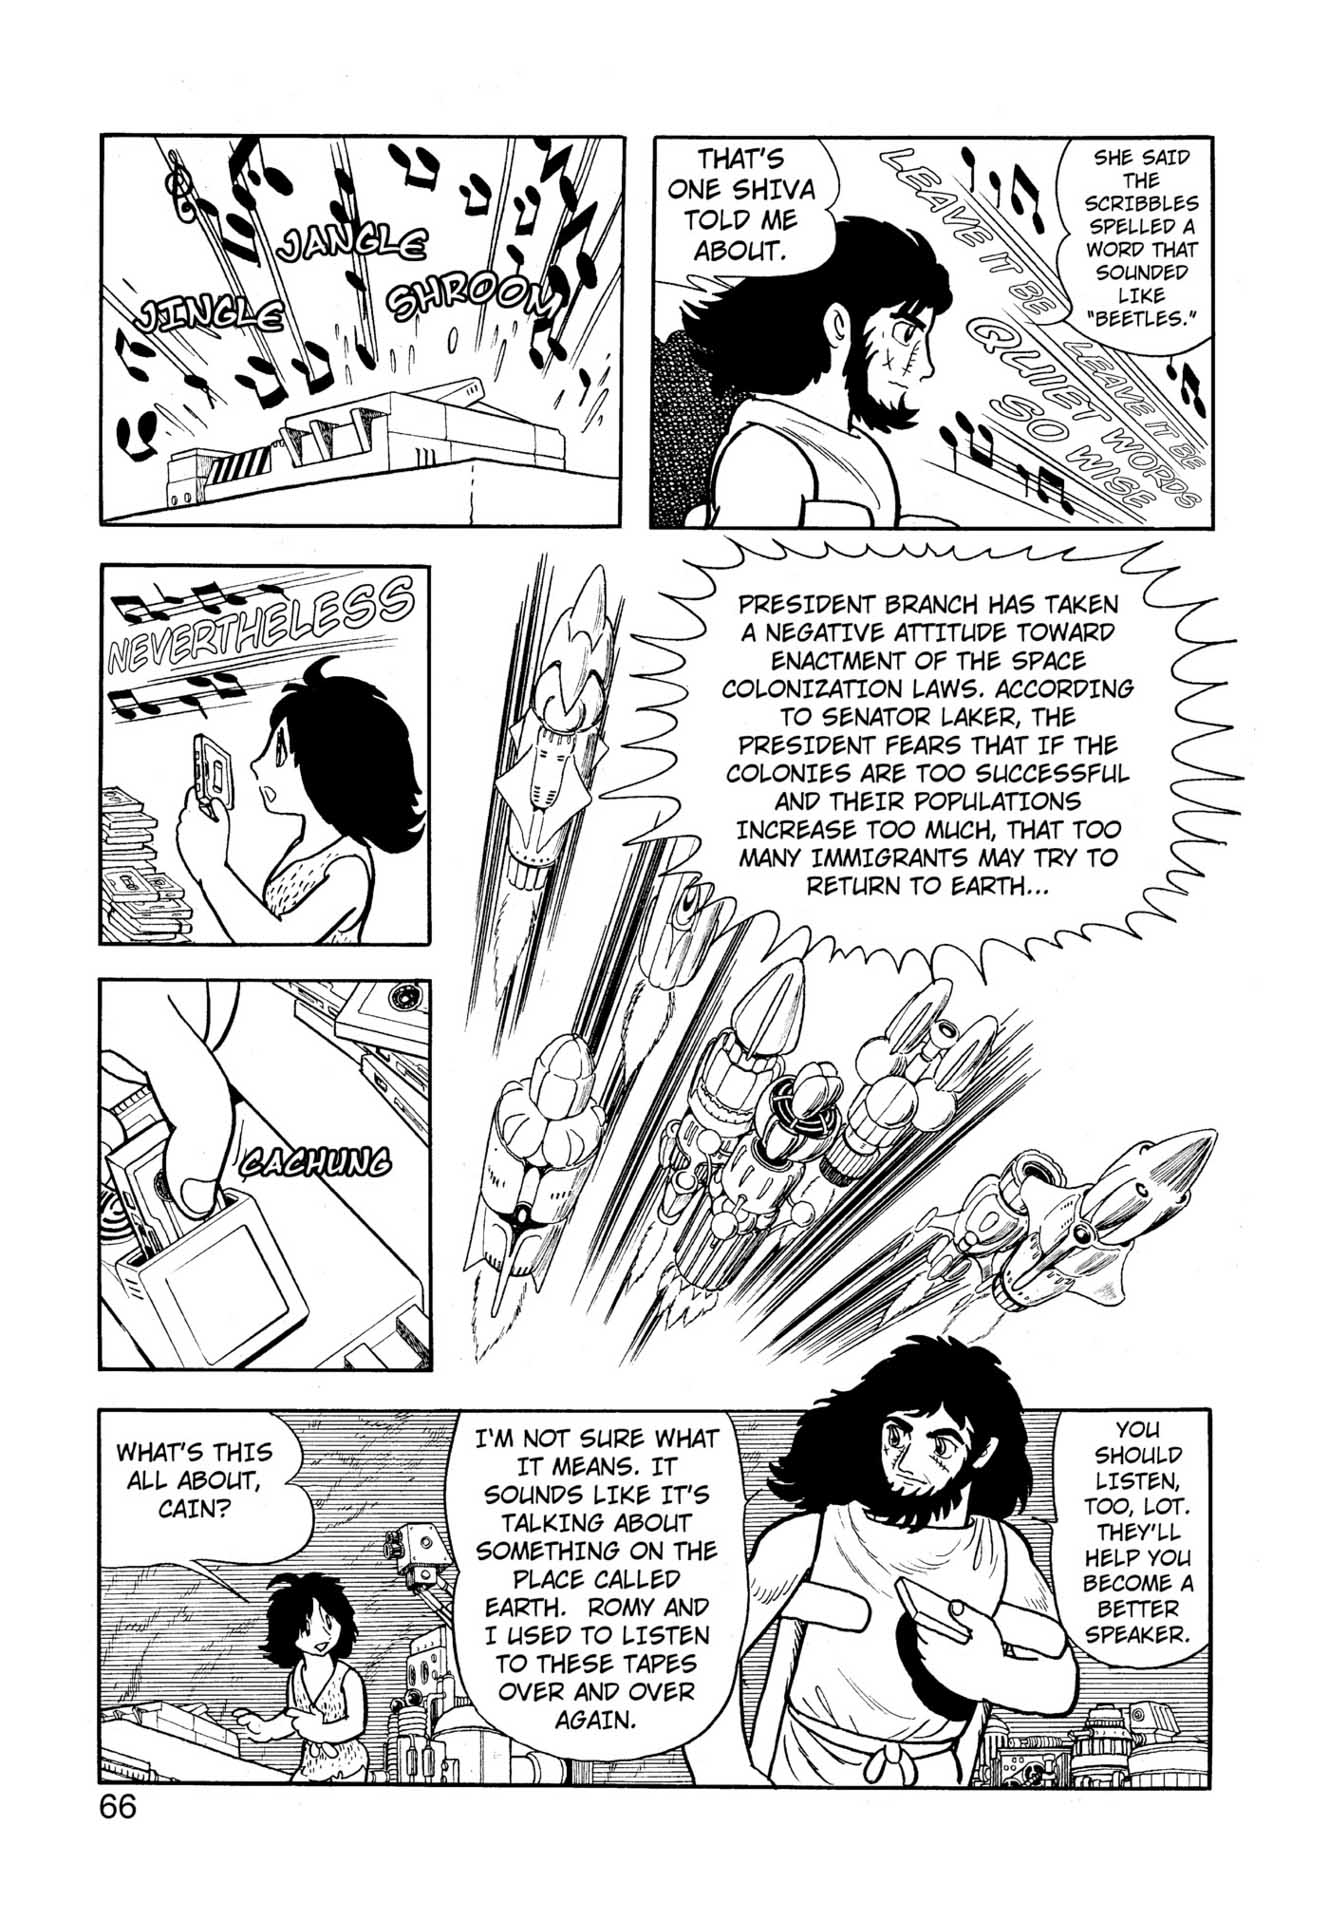 JANGLE
JINGLE
SHROOM
THAT'S
ONE SHIVA
TOLD ME
ABOUT.
LEAVE IT BE
LEAVE IT BE
QUIET WORDS
SO WISE
SHE SAID
THE
SCRIBBLES
SPELLED A
WORD THAT
SOUNDED
LIKE
"BEETLES."
NEVERTHELESS
CACHUNG
PRESIDENT BRANCH HAS TAKEN
A NEGATIVE ATTITUDE TOWARD
ENACTMENT OF THE SPACE
COLONIZATION LAWS. ACCORDING
TO SENATOR LAKER, THE
PRESIDENT FEARS THAT IF THE
COLONIES ARE TOO SUCCESSFUL
AND THEIR POPULATIONS
INCREASE TOO MUCH, THAT TOO
MANY IMMIGRANTS MAY TRY TO
RETURN TO EARTH...
WHAT'S THIS
ALL ABOUT,
CAIN?
I'M NOT SURE WHAT
IT MEANS. IT
SOUNDS LIKE IT'S
TALKING ABOUT
SOMETHING ON THE
PLACE CALLED
EARTH. ROMY AND
I USED TO LISTEN
TO THESE TAPES
OVER AND OVER
AGAIN.
YOU
SHOULD
LISTEN,
TOO, LOT.
THEY'LL
HELP YOU
BECOME A
BETTER
SPEAKER.
66